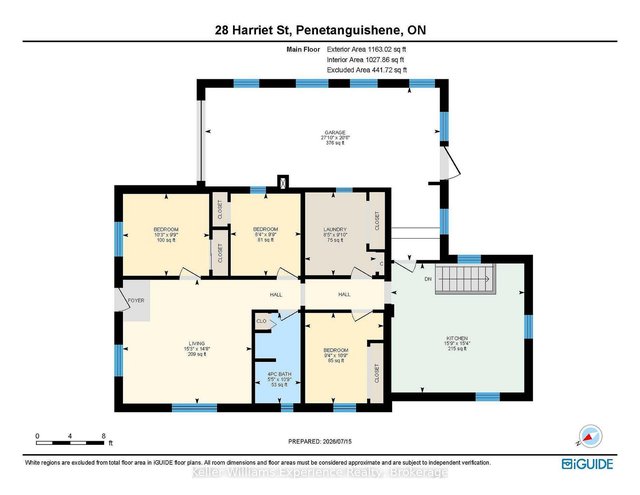 28 Harriet St, Penetanguishene, ON
Main Floor Exterior Area 1163.02 sq ft
Interior Area 1027.86 sq ft
Excluded Area 441.72 sq ft
GARAGE
27'10" x 20'6"
376 sq ft
BEDROOM
10'3" x 9'9"
100 sq ft
CLOSET
CLOSET
BEDROOM
8'4" x 9'9"
81 sq ft
LAUNDRY
8'5" x 9'10"
75 sq ft
CLOSET
C
FOYER
HALL
HALL
DN
LIVING
15'3" x 14'8"
209 sq ft
CLO
4PC BATH
5'5" x 10'9"
53 sq ft
BEDROOM
9'4" x 10'9"
85 sq ft
CLOSET
KITCHEN
15'9" x 15'4"
215 sq ft
0 4 8 ft
PREPARED: 2026/07/15
N
White regions are excluded from total floor area in iGUIDE floor plans. All room dimensions and floor areas must be considered approximate and are subject to independent verification.
iGUIDE
Keller Williams Experience Realty, Brokerage